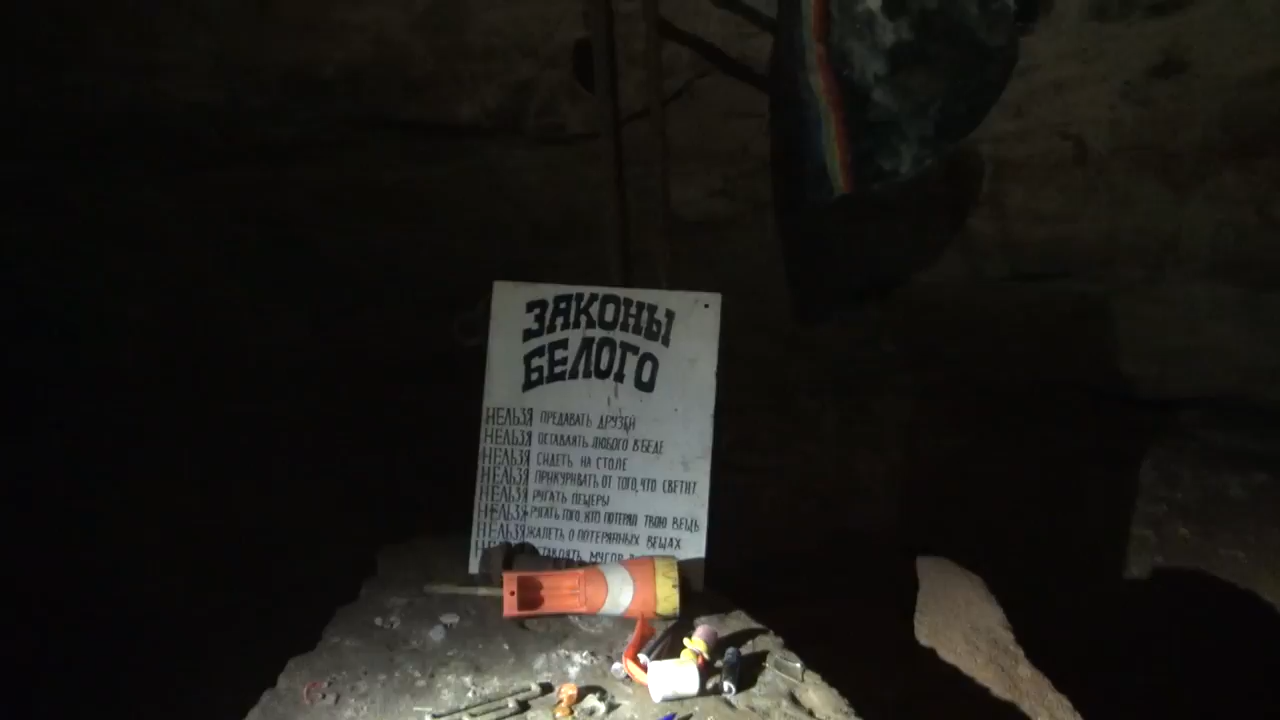 ЗАКОНЫ
БЕЛОГО
НЕЛЬЗЯ ПРЕДАВАТЬ ДРУЗЕЙ
НЕЛЬЗЯ ОСТАВЛЯТЬ ЛЮБОГО В БЕДЕ
НЕЛЬЗЯ СИДЕТЬ НА СТОЛЕ
НЕЛЬЗЯ ПРИКУРИВАТЬ ОТ ТОГО, ЧТО СВЕТИТ
НЕЛЬЗЯ РУГАТЬ ПЕЩЕРЫ
НЕЛЬЗЯ РУГАТЬ ТОГО, КТО ПОТЕРЯЛ ТВОЮ ВЕЩЬ
НЕЛЬЗЯ ЖАЛЕТЬ О ПОТЕРЯННЫХ ВЕЩАХ
МУСОР